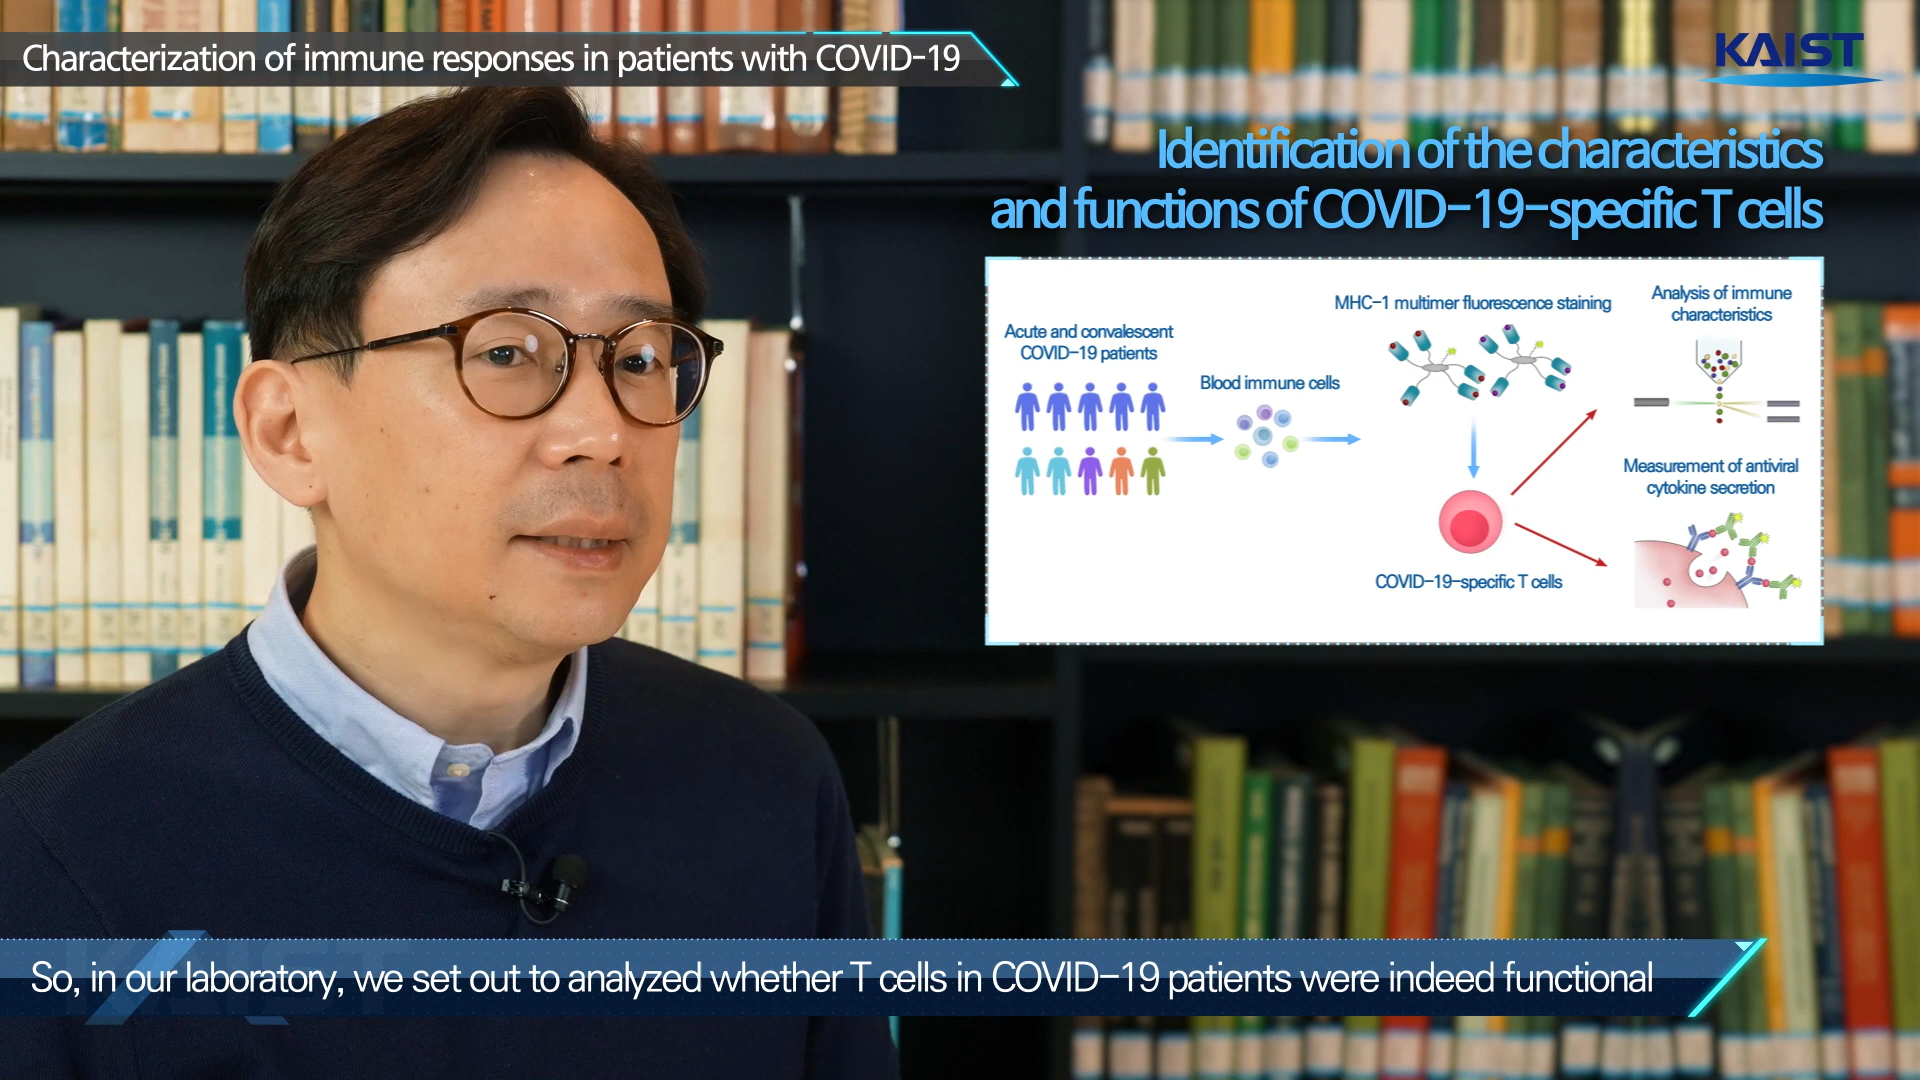 Characterization of immune responses in patients with COVID-19
KAIST
Identification of the characteristics
and functions of COVID-19-specific T cells
Acute and convalescent
COVID-19 patients
Blood immune cells
MHC-1 multimer fluorescence staining
COVID-19-specific T cells
Analysis of immune
characteristics
Measurement of antiviral
cytokine secretion
So, in our laboratory, we set out to analyzed whether T cells in COVID-19 patients were indeed functional